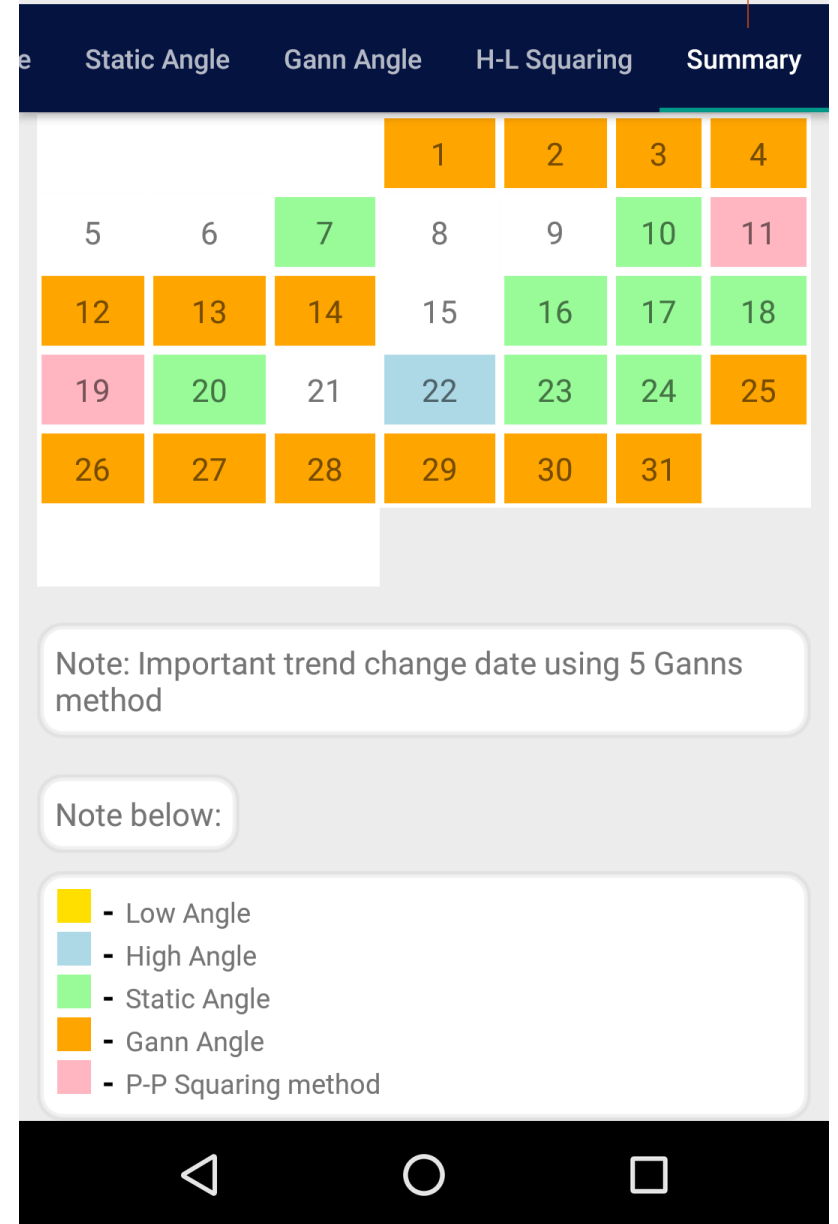 e Static Angle Gann Angle H-L Squaring Summary
1 2 3 4
5 6 7 8 9 10 11
12 13 14 15 16 17 18
19 20 21 22 23 24 25
26 27 28 29 30 31
Note: Important trend change date using 5 Ganns
method
Note below:
- Low Angle
- High Angle
- Static Angle
- Gann Angle
- P-P Squaring method